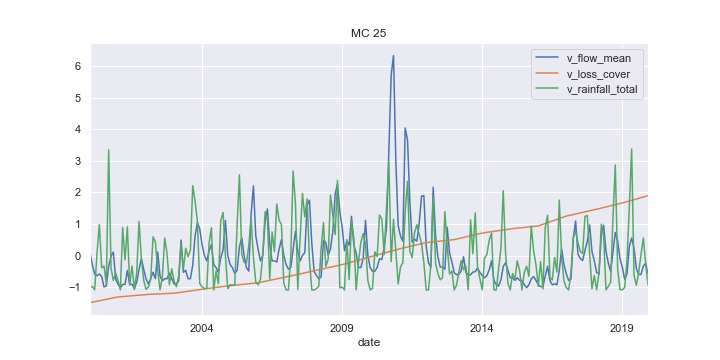 MC 25
v_flow_mean
v_loss_cover
v_rainfall_total
6
5
4
3
2
1
0
−1
2004 2009 2014 2019
date